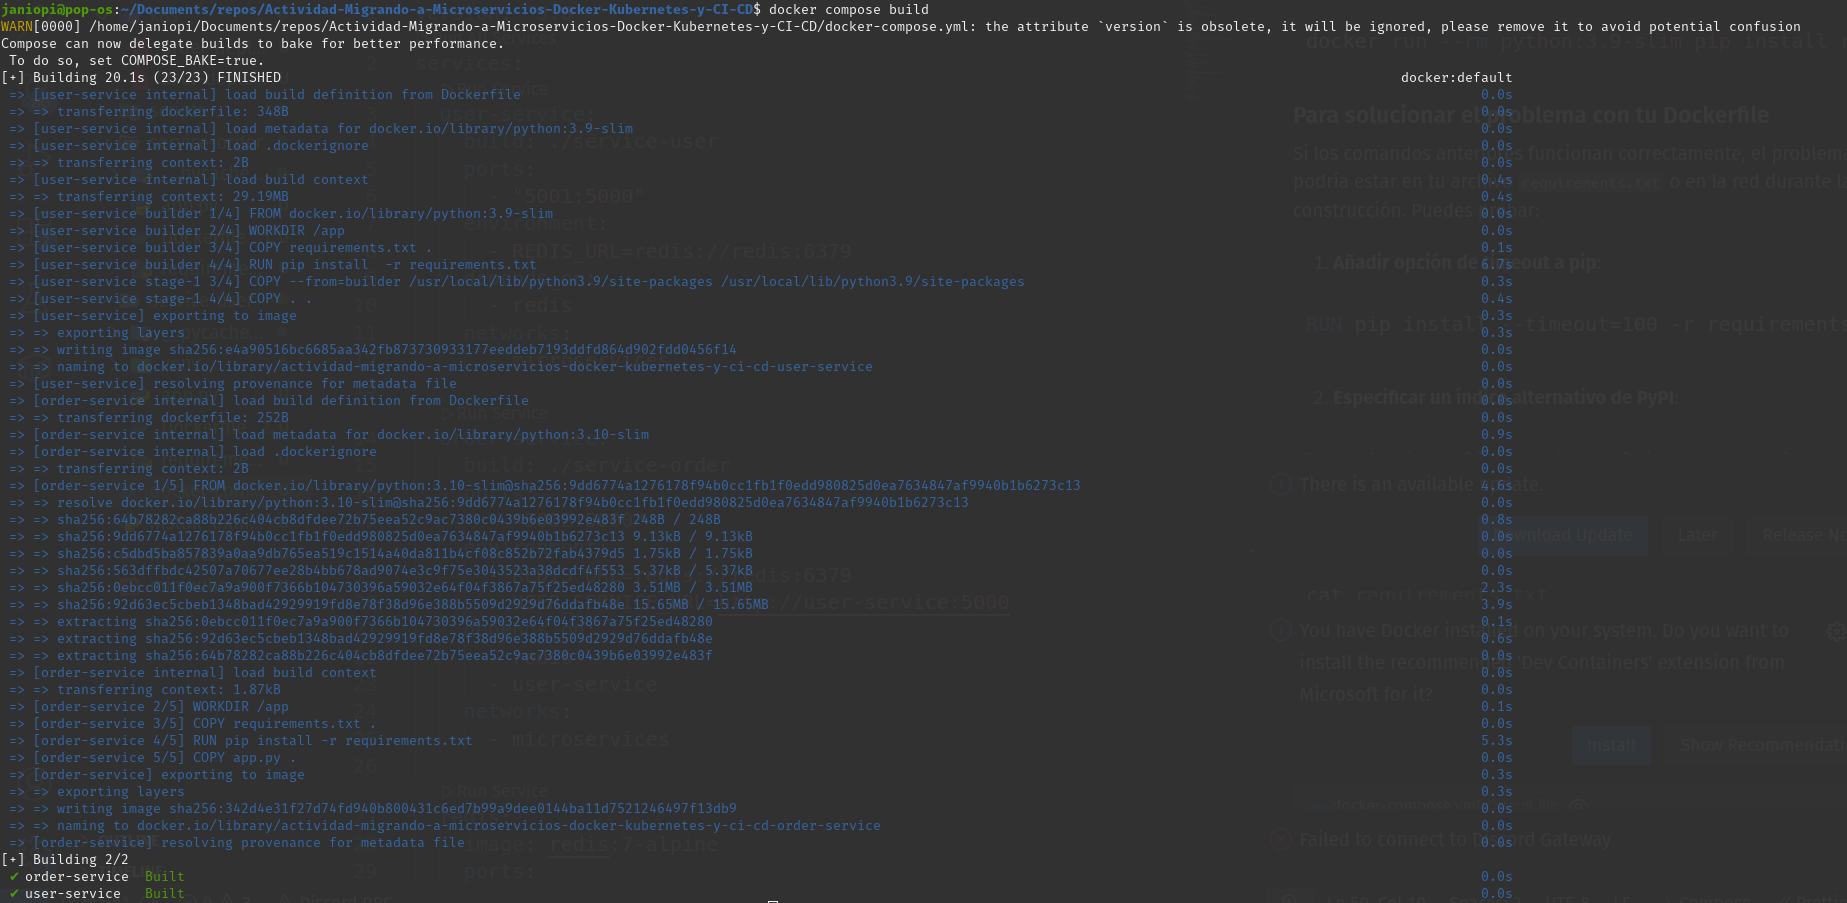 janiopi@pop-os:~/Documents/repos/Actividad-Migrando-a-Microservicios-Docker-Kubernetes-y-CI-CD$ docker compose build
WARN[0000] /home/janiopi/Documents/repos/Actividad-Migrando-a-Microservicios-Docker-Kubernetes-y-CI-CD/docker-compose.yml: the attribute `version` is obsolete, it will be ignored, please remove it to avoid potential confusion
Compose can now delegate builds to bake for better performance.
To do so, set COMPOSE_BAKE=true.
[+] Building 20.1s (23/23) FINISHED docker:default
=> [user-service internal] load build definition from Dockerfile 0.0s
=> => transferring dockerfile: 348B 0.0s
=> [user-service internal] load metadata for docker.io/library/python:3.9-slim 0.0s
=> [user-service internal] load .dockerignore 0.0s
=> => transferring context: 2B 0.0s
=> [user-service internal] load build context 0.4s
=> => transferring context: 29.19MB 0.4s
=> [user-service builder 1/4] FROM docker.io/library/python:3.9-slim 0.0s
=> [user-service builder 2/4] WORKDIR /app 0.0s
=> [user-service builder 3/4] COPY requirements.txt . 0.1s
=> [user-service builder 4/4] RUN pip install  -r requirements.txt 6.7s
=> [user-service stage-1 3/4] COPY --from=builder /usr/local/lib/python3.9/site-packages /usr/local/lib/python3.9/site-packages 0.3s
=> [user-service stage-1 4/4] COPY . . 0.4s
=> [user-service] exporting to image 0.3s
=> => exporting layers 0.3s
=> => writing image sha256:e4a90516bc6685aa342fb873730933177eeddeb7193ddfd864d902fdd0456f14 0.0s
=> => naming to docker.io/library/actividad-migrando-a-microservicios-docker-kubernetes-y-ci-cd-user-service 0.0s
=> [user-service] resolving provenance for metadata file 0.0s
=> [order-service internal] load build definition from Dockerfile 0.0s
=> => transferring dockerfile: 252B 0.0s
=> [order-service internal] load metadata for docker.io/library/python:3.10-slim 0.9s
=> [order-service internal] load .dockerignore 0.0s
=> => transferring context: 2B 0.0s
=> [order-service 1/5] FROM docker.io/library/python:3.10-slim@sha256:9dd6774a1276178f94b0cc1fb1f0edd980825d0ea7634847af9940b1b6273c13 4.6s
=> => resolve docker.io/library/python:3.10-slim@sha256:9dd6774a1276178f94b0cc1fb1f0edd980825d0ea7634847af9940b1b6273c13 0.0s
=> => sha256:64b78282ca88b226c404cb8dfdee72b75eea52c9ac7380c0439b6e03992e483f 248B / 248B 0.8s
=> => sha256:9dd6774a1276178f94b0cc1fb1f0edd980825d0ea7634847af9940b1b6273c13 9.13kB / 9.13kB 0.0s
=> => sha256:c5dbd5ba857839a0aa9db765ea519c1514a40da811b4cf08c852b72fab4379d5 1.75kB / 1.75kB 0.0s
=> => sha256:563dffbdc42507a70677ee28b4bb678ad9074e3c9f75e3043523a38dcdf4f553 5.37kB / 5.37kB 0.0s
=> => sha256:0ebcc011f0ec7a9a900f7366b104730396a59032e64f04f3867a75f25ed48280 3.51MB / 3.51MB 2.3s
=> => sha256:92d63ec5cbeb1348bad42929919fd8e78f38d96e388b5509d2929d76ddafb48e 15.65MB / 15.65MB 3.9s
=> => extracting sha256:0ebcc011f0ec7a9a900f7366b104730396a59032e64f04f3867a75f25ed48280 0.1s
=> => extracting sha256:92d63ec5cbeb1348bad42929919fd8e78f38d96e388b5509d2929d76ddafb48e 0.6s
=> => extracting sha256:64b78282ca88b226c404cb8dfdee72b75eea52c9ac7380c0439b6e03992e483f 0.0s
=> [order-service internal] load build context 0.0s
=> => transferring context: 1.87kB 0.0s
=> [order-service 2/5] WORKDIR /app 0.1s
=> [order-service 3/5] COPY requirements.txt . 0.0s
=> [order-service 4/5] RUN pip install -r requirements.txt 5.3s
=> [order-service 5/5] COPY app.py . 0.0s
=> [order-service] exporting to image 0.3s
=> => exporting layers 0.3s
=> => writing image sha256:342d4e31f27d74fd940b800431c6ed7b99a9dee0144ba11d7521246497f13db9 0.0s
=> => naming to docker.io/library/actividad-migrando-a-microservicios-docker-kubernetes-y-ci-cd-order-service 0.0s
=> [order-service] resolving provenance for metadata file 0.0s
[+] Building 2/2
✔ order-service  Built 0.0s
✔ user-service   Built 0.0s